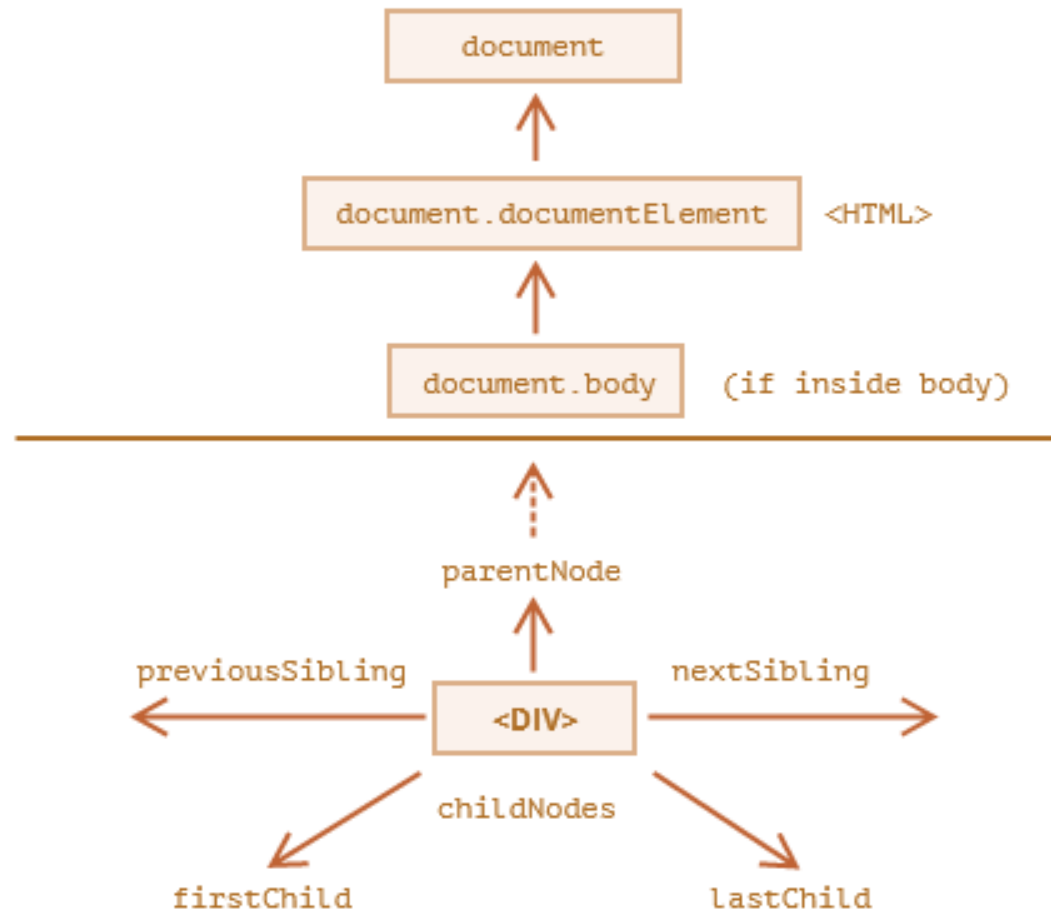 document
document.documentElement <HTML>
document.body (if inside body)
parentNode
previousSibling nextSibling
<DIV>
childNodes
firstChild lastChild